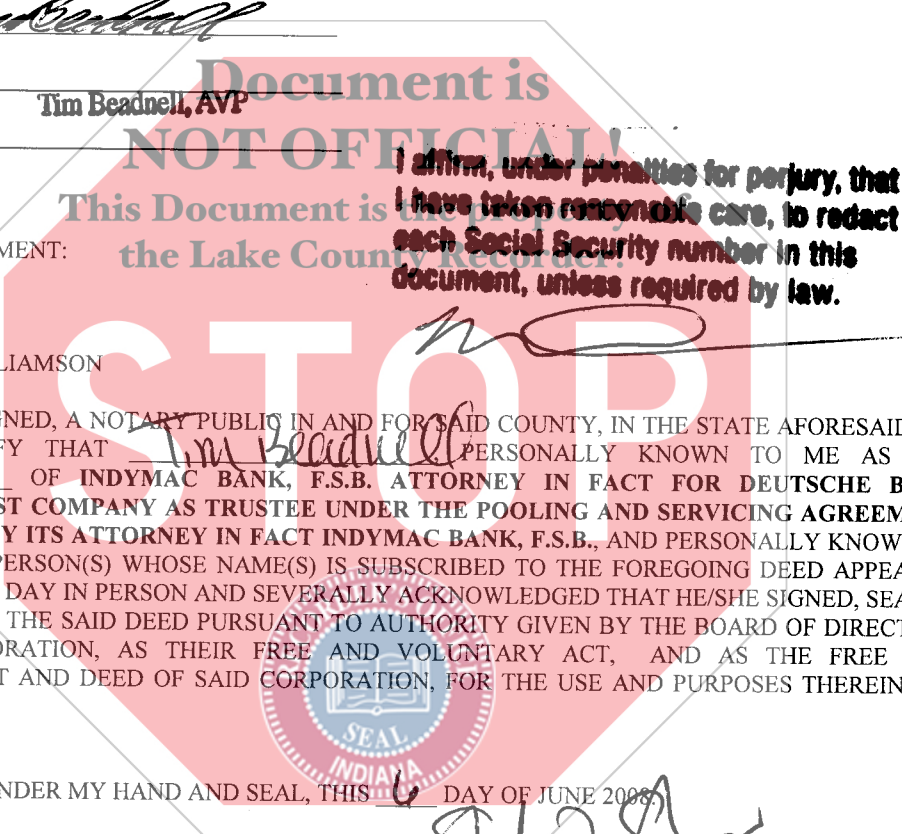 Tim Beadnell, AVP
Document is
NOT OFFICIAL!
This Document is the property of
the Lake County Recorder!
I affirm, under penalties for perjury, that
I have taken reasonable care, to redact
each Social Security number in this
document, unless required by law.
MENT:
LIAMSON
GNED, A NOTARY PUBLIC IN AND FOR SAID COUNTY, IN THE STATE AFORESAID
FY THAT Tim Beadnell PERSONALLY KNOWN TO ME AS
OF INDYMAC BANK, F.S.B. ATTORNEY IN FACT FOR DEUTSCHE B
ST COMPANY AS TRUSTEE UNDER THE POOLING AND SERVICING AGREEM
Y ITS ATTORNEY IN FACT INDYMAC BANK, F.S.B., AND PERSONALLY KNOW
PERSON(S) WHOSE NAME(S) IS SUBSCRIBED TO THE FOREGOING DEED APPEA
DAY IN PERSON AND SEVERALLY ACKNOWLEDGED THAT HE/SHE SIGNED, SEA
THE SAID DEED PURSUANT TO AUTHORITY GIVEN BY THE BOARD OF DIRECT
ORATION, AS THEIR FREE AND VOLUNTARY ACT, AND AS THE FREE
T AND DEED OF SAID CORPORATION, FOR THE USE AND PURPOSES THEREIN
STOP
SEAL
INDIANA
NDER MY HAND AND SEAL, THIS 6 DAY OF JUNE 2008.